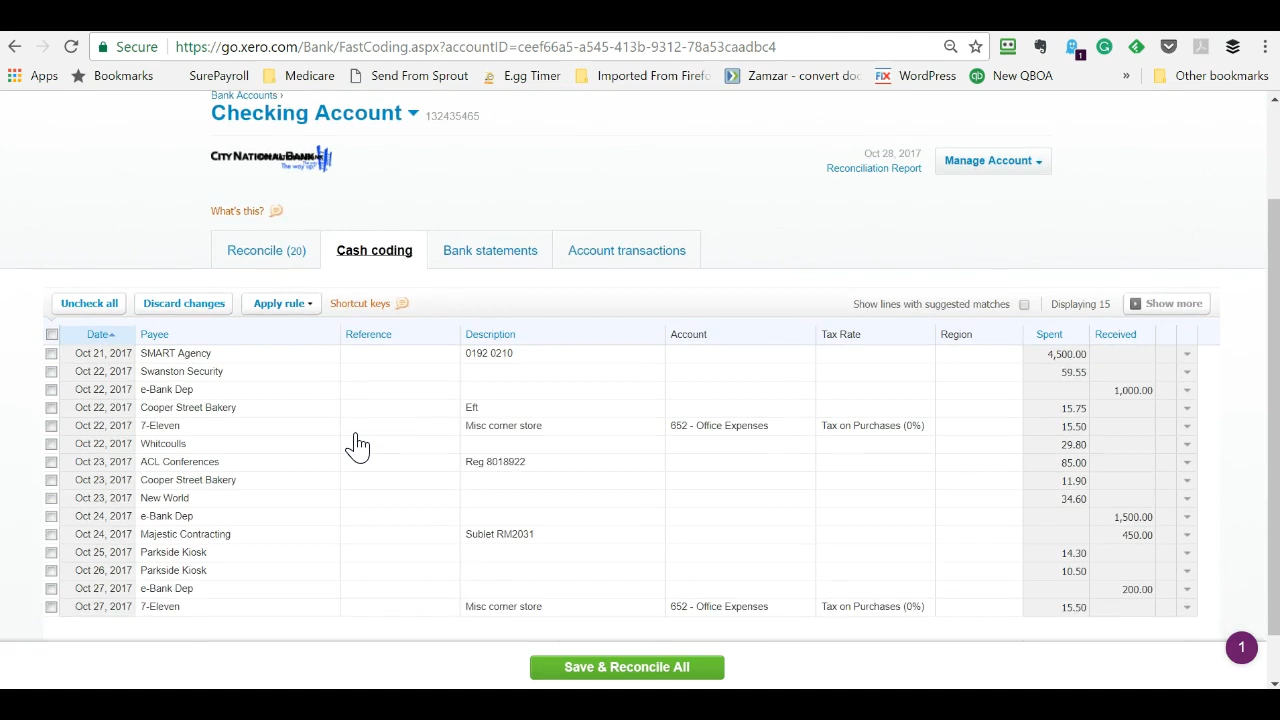 Secure https://go.xero.com/Bank/FastCoding.aspx?accountID=ceef66a5-a545-413b-9312-78a53caadbc4 1
Apps Bookmarks SurePayroll Medicare Send From Sprout e Egg Timer Imported From Firefo Zamzar - convert doc FIX WordPress qb New QBOA » Other bookmarks
Bank Accounts ›
Checking Account 132435465
CITY NATIONAL BANK
The way up.
Oct 28, 2017
Reconciliation Report
Manage Account
What's this?
Reconcile (20) Cash coding Bank statements Account transactions
Uncheck all Discard changes Apply rule Shortcut keys Show lines with suggested matches Displaying 15 Show more
Date Payee Reference Description Account Tax Rate Region Spent Received
Oct 21, 2017 SMART Agency 0192 0210 4,500.00
Oct 22, 2017 Swanston Security 59.55
Oct 22, 2017 e-Bank Dep 1,000.00
Oct 22, 2017 Cooper Street Bakery Eft 15.75
Oct 22, 2017 7-Eleven Misc corner store 652 - Office Expenses Tax on Purchases (0%) 15.50
Oct 22, 2017 Whitcoulls 29.80
Oct 23, 2017 ACL Conferences Reg 8018922 85.00
Oct 23, 2017 Cooper Street Bakery 11.90
Oct 23, 2017 New World 34.60
Oct 24, 2017 e-Bank Dep 1,500.00
Oct 24, 2017 Majestic Contracting Sublet RM2031 450.00
Oct 25, 2017 Parkside Kiosk 14.30
Oct 26, 2017 Parkside Kiosk 10.50
Oct 27, 2017 e-Bank Dep 200.00
Oct 27, 2017 7-Eleven Misc corner store 652 - Office Expenses Tax on Purchases (0%) 15.50
1
Save & Reconcile All